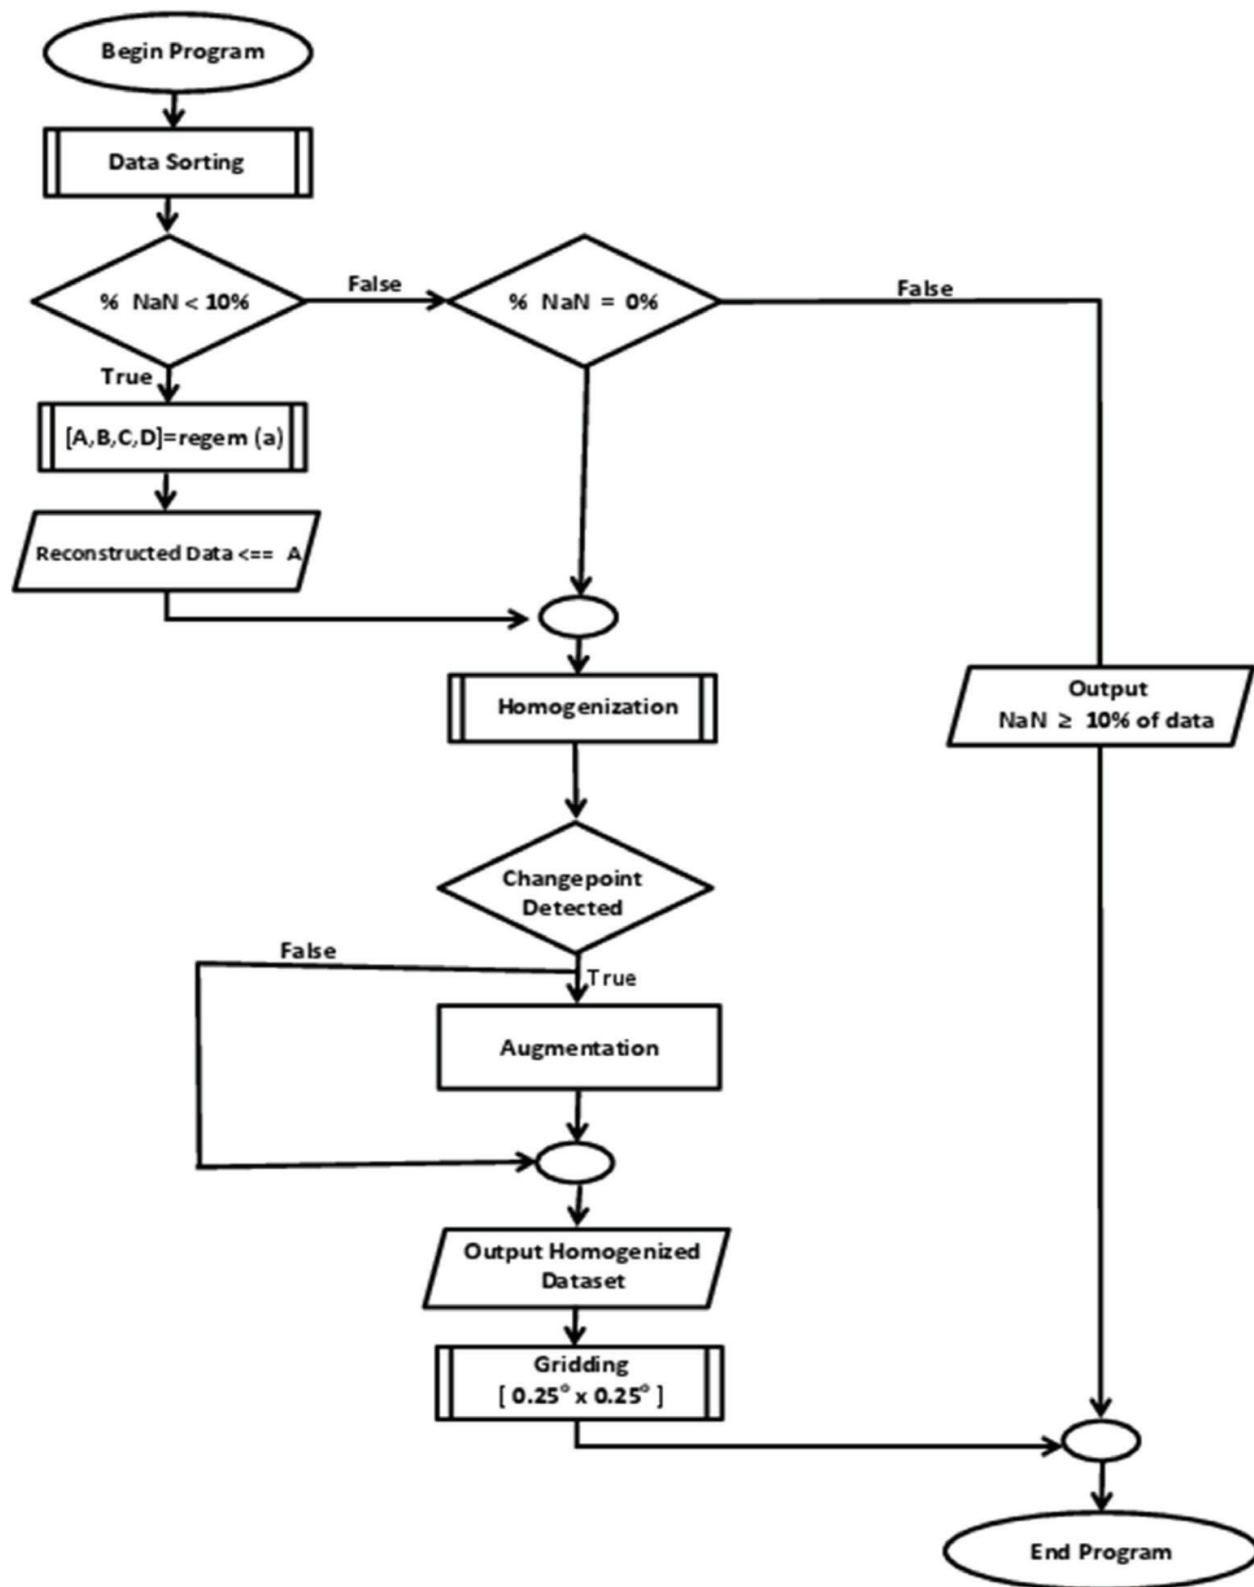 Begin Program
Data Sorting
% NaN < 10%
False
% NaN = 0%
False
True
[A,B,C,D]=regem (a)
Reconstructed Data <== A
Homogenization
Output
NaN ≥ 10% of data
Changepoint
Detected
False
True
Augmentation
Output Homogenized
Dataset
Gridding
[ 0.25° x 0.25° ]
End Program